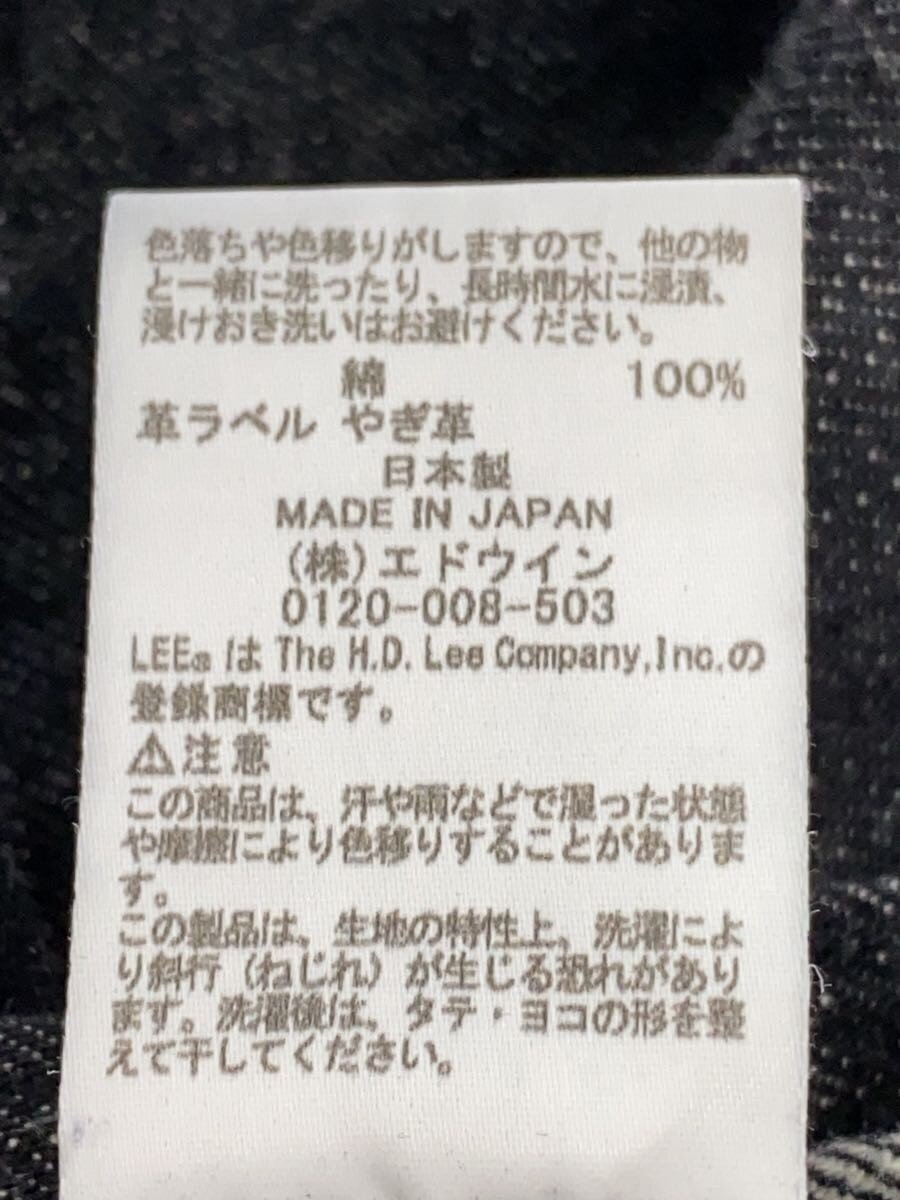 色落ちや色移りがしますので、他の物
と一緒に洗ったり、長時間水に浸漬、
浸けおき洗いはお避けください。
綿 100%
革ラベル やぎ革
日本製
MADE IN JAPAN
(株)エドウイン
0120-008-503
LEE®は The H.D. Lee Company,Inc.の
登録商標です。
⚠注意
この商品は、汗や雨などで濡った状態
や摩擦により色移りすることがありま
す。
この製品は、生地の特性上、洗濯によ
り斜行(ねじれ)が生じる恐れがあり
ます。洗濯後は、タテ・ヨコの形を整
えて干してください。